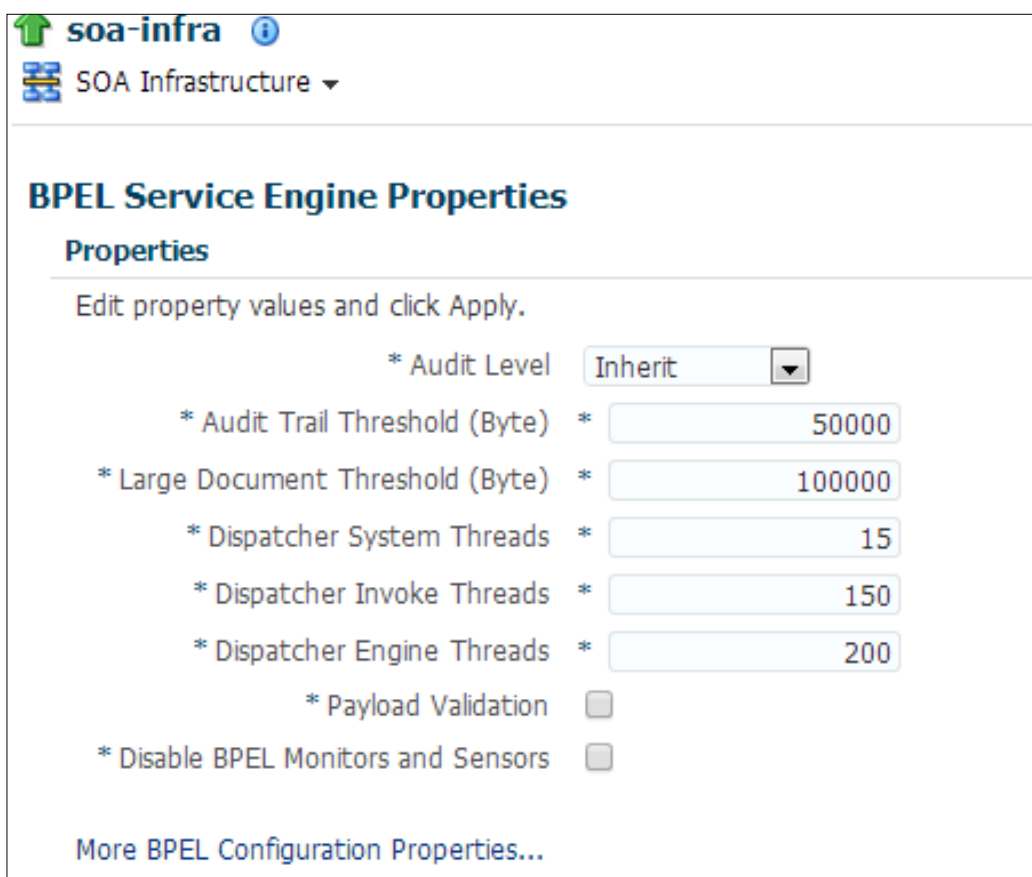 soa-infra
SOA Infrastructure
BPEL Service Engine Properties
Properties
Edit property values and click Apply.
* Audit Level Inherit
* Audit Trail Threshold (Byte) * 50000
* Large Document Threshold (Byte) * 100000
* Dispatcher System Threads * 15
* Dispatcher Invoke Threads * 150
* Dispatcher Engine Threads * 200
* Payload Validation
* Disable BPEL Monitors and Sensors
More BPEL Configuration Properties...